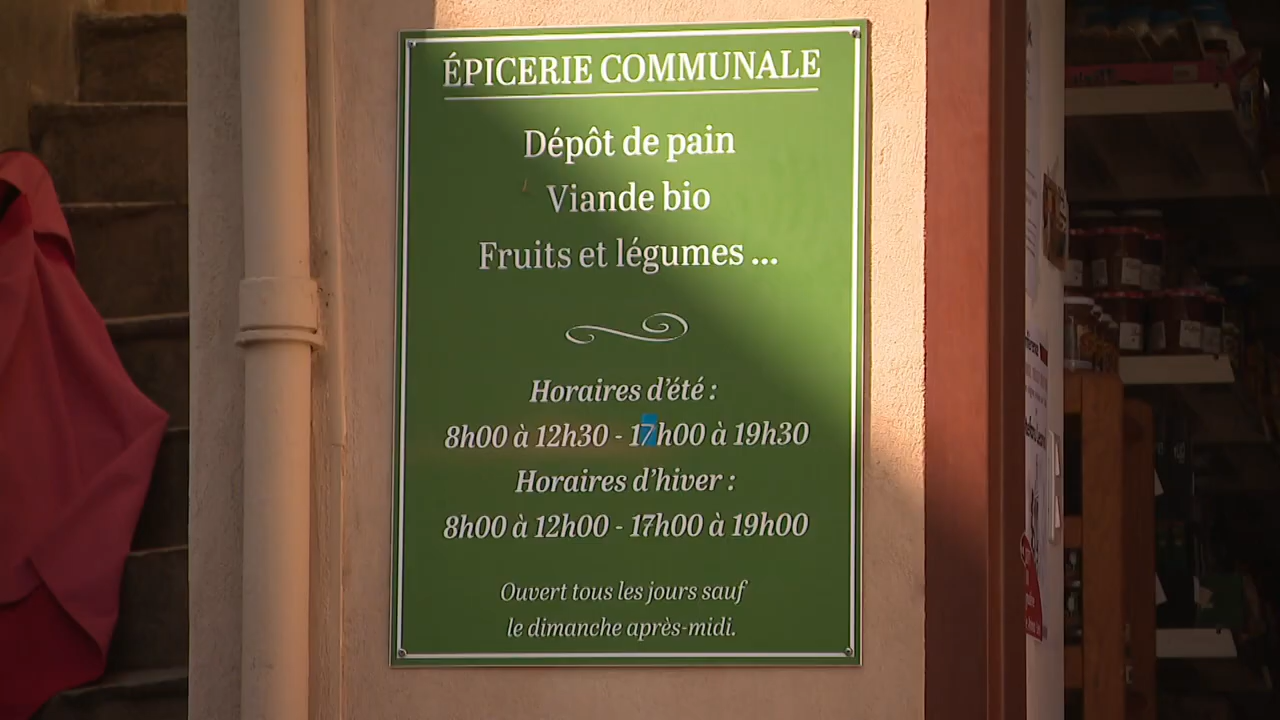 ÉPICERIE COMMUNALE
Dépôt de pain
Viande bio
Fruits et légumes ...
Horaires d'été :
8h00 à 12h30 - 17h00 à 19h30
Horaires d'hiver :
8h00 à 12h00 - 17h00 à 19h00
Ouvert tous les jours sauf
le dimanche après-midi.